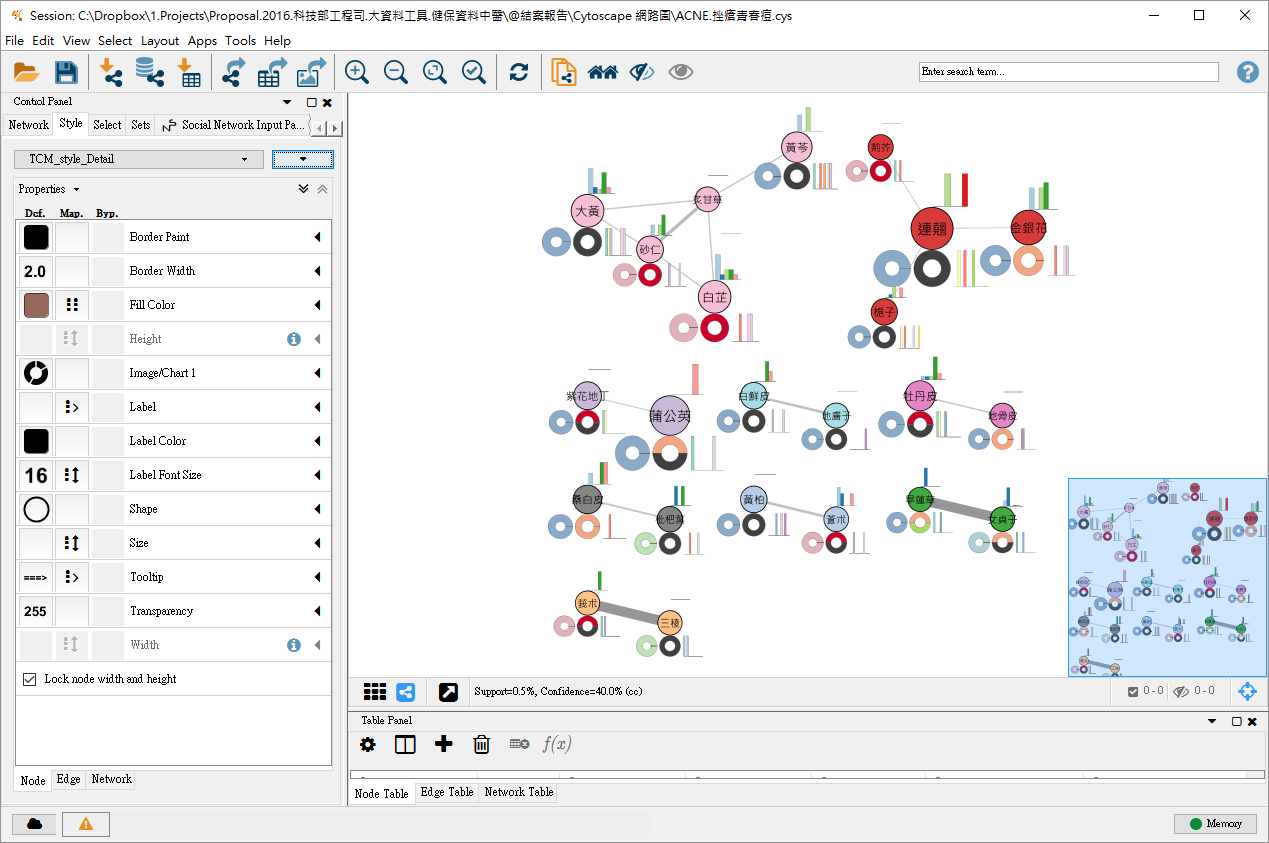 Session: C:\Dropbox\1.Projects\Proposal.2016.科技部工程司.大資料工具.健保資料中醫\@結案報告\Cytoscape 網路圖\ACNE.挫瘡青春痘.cys
File Edit View Select Layout Apps Tools Help
Enter search term...
Control Panel
Network Style Select Sets Social Network Input Pa...
TCM_style_Detail
Properties
Def. Map. Byp.
Border Paint
2.0 Border Width
Fill Color
Height
Image/Chart 1
Label
Label Color
16 Label Font Size
Shape
Size
===> Tooltip
255 Transparency
Width
Lock node width and height
Node Edge Network
黃芩
荊芥
大黃
炙甘草
砂仁
連翹
金銀花
白芷
梔子
紫花地丁
蒲公英
白鮮皮
地膚子
牡丹皮
地骨皮
桑白皮
枇杷葉
黃柏
蒼朮
旱蓮草
女貞子
莪朮
三稜
Support=0.5%, Confidence=40.0% (cc)
0 - 0 0 - 0
Table Panel
f(x)
Node Table Edge Table Network Table
Memory